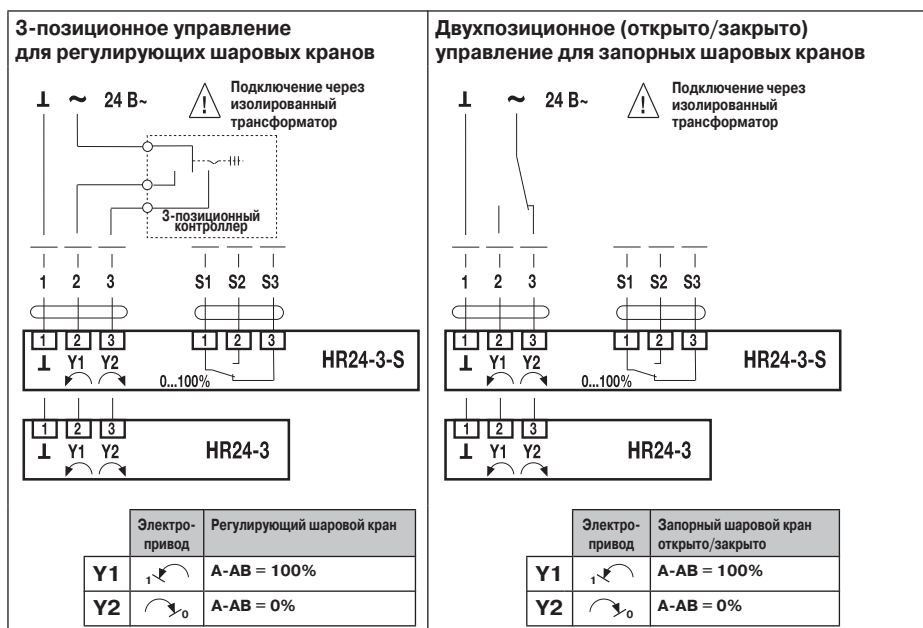 3-позиционное управление
для регулирующих шаровых кранов
⊥ ~ 24 В~
!
Подключение через
изолированный
трансформатор
3-позиционный
контроллер
1 2 3 S1 S2 S3
1 2 3 1 2 3
⊥ Y1 Y2 HR24-3-S
0...100%
1 2 3
⊥ Y1 Y2 HR24-3
Электро-
привод
Регулирующий шаровой кран
Y1 1 A-AB = 100%
Y2 0 A-AB = 0%
Двухпозиционное (открыто/закрыто)
управление для запорных шаровых кранов
⊥ ~ 24 В~
!
Подключение через
изолированный
трансформатор
1 2 3 S1 S2 S3
1 2 3 1 2 3
⊥ Y1 Y2 HR24-3-S
0...100%
1 2 3
⊥ Y1 Y2 HR24-3
Электро-
привод
Запорный шаровой кран
открыто/закрыто
Y1 1 A-AB = 100%
Y2 0 A-AB = 0%